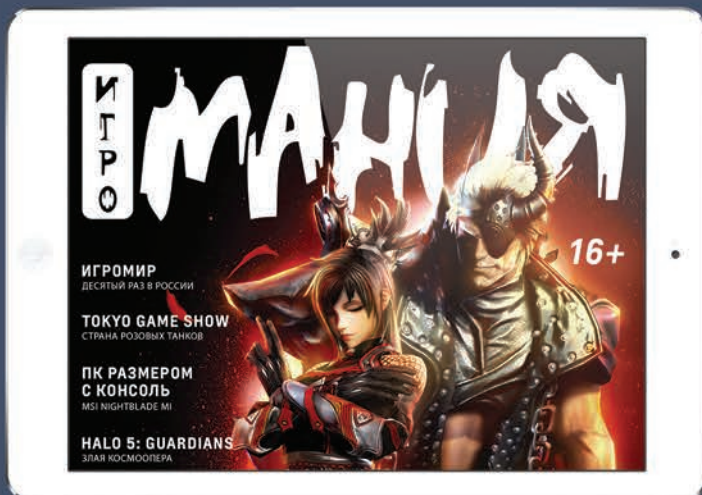 ИГРО
МАНИЯ
16+
ИГРОМИР
ДЕСЯТЫЙ РАЗ В РОССИИ
TOKYO GAME SHOW
СТРАНА РОЗОВЫХ ТАНКОВ
ПК РАЗМЕРОМ
С КОНСОЛЬ
MSI NIGHTBLADE MI
HALO 5: GUARDIANS
ЗЛАЯ КОСМООПЕРА